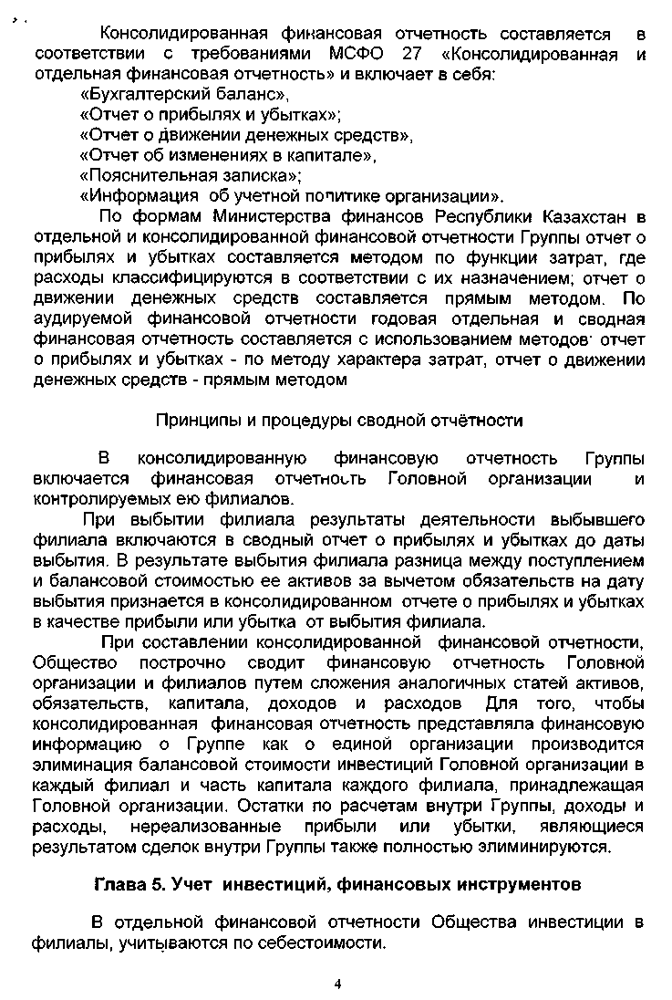 Консолидированная финансовая отчетность составляется в
соответствии с требованиями МСФО 27 «Консолидированная и
отдельная финансовая отчетность» и включает в себя:
«Бухгалтерский баланс»,
«Отчет о прибылях и убытках»;
«Отчет о движении денежных средств»,
«Отчет об изменениях в капитале»,
«Пояснительная записка»;
«Информация об учетной политике организации».
По формам Министерства финансов Республики Казахстан в
отдельной и консолидированной финансовой отчетности Группы отчет о
прибылях и убытках составляется методом по функции затрат, где
расходы классифицируются в соответствии с их назначением; отчет о
движении денежных средств составляется прямым методом. По
аудируемой финансовой отчетности годовая отдельная и сводная
финансовая отчетность составляется с использованием методов· отчет
о прибылях и убытках - по методу характера затрат, отчет о движении
денежных средств - прямым методом
Принципы и процедуры сводной отчётности
В консолидированную финансовую отчетность Группы
включается финансовая отчетность Головной организации и
контролируемых ею филиалов.
При выбытии филиала результаты деятельности выбывшего
филиала включаются в сводный отчет о прибылях и убытках до даты
выбытия. В результате выбытия филиала разница между поступлением
и балансовой стоимостью ее активов за вычетом обязательств на дату
выбытия признается в консолидированном отчете о прибылях и убытках
в качестве прибыли или убытка от выбытия филиала.
При составлении консолидированной финансовой отчетности,
Общество построчно сводит финансовую отчетность Головной
организации и филиалов путем сложения аналогичных статей активов,
обязательств, капитала, доходов и расходов Для того, чтобы
консолидированная финансовая отчетность представляла финансовую
информацию о Группе как о единой организации производится
элиминация балансовой стоимости инвестиций Головной организации в
каждый филиал и часть капитала каждого филиала, принадлежащая
Головной организации. Остатки по расчетам внутри Группы, доходы и
расходы, нереализованные прибыли или убытки, являющиеся
результатом сделок внутри Группы также полностью элиминируются.
Глава 5. Учет инвестиций, финансовых инструментов
В отдельной финансовой отчетности Общества инвестиции в
филиалы, учитываются по себестоимости.
4